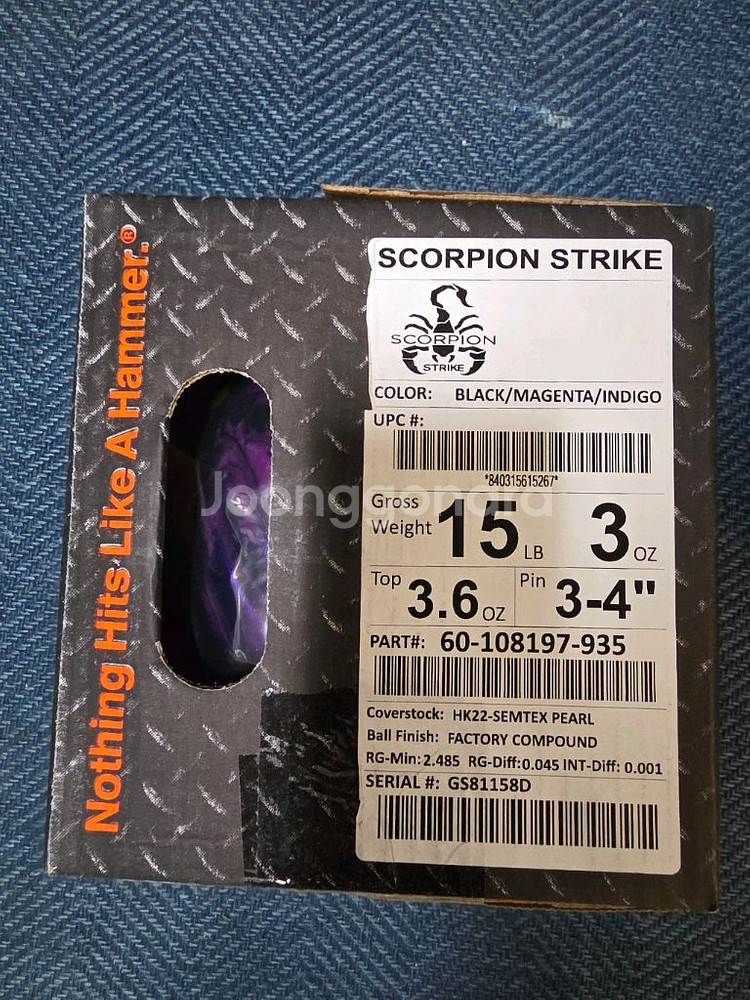 Nothing Hits Like A Hammer.®
SCORPION STRIKE
SCORPION
STRIKE
COLOR: BLACK/MAGENTA/INDIGO
UPC #:
*840315615267*
Gross Weight 15 LB 3 OZ
Top 3.6 OZ Pin 3-4"
PART#: 60-108197-935
Coverstock: HK22-SEMTEX PEARL
Ball Finish: FACTORY COMPOUND
RG-Min: 2.485 RG-Diff: 0.045 INT-Diff: 0.001
SERIAL #: GS81158D
Joonggonara